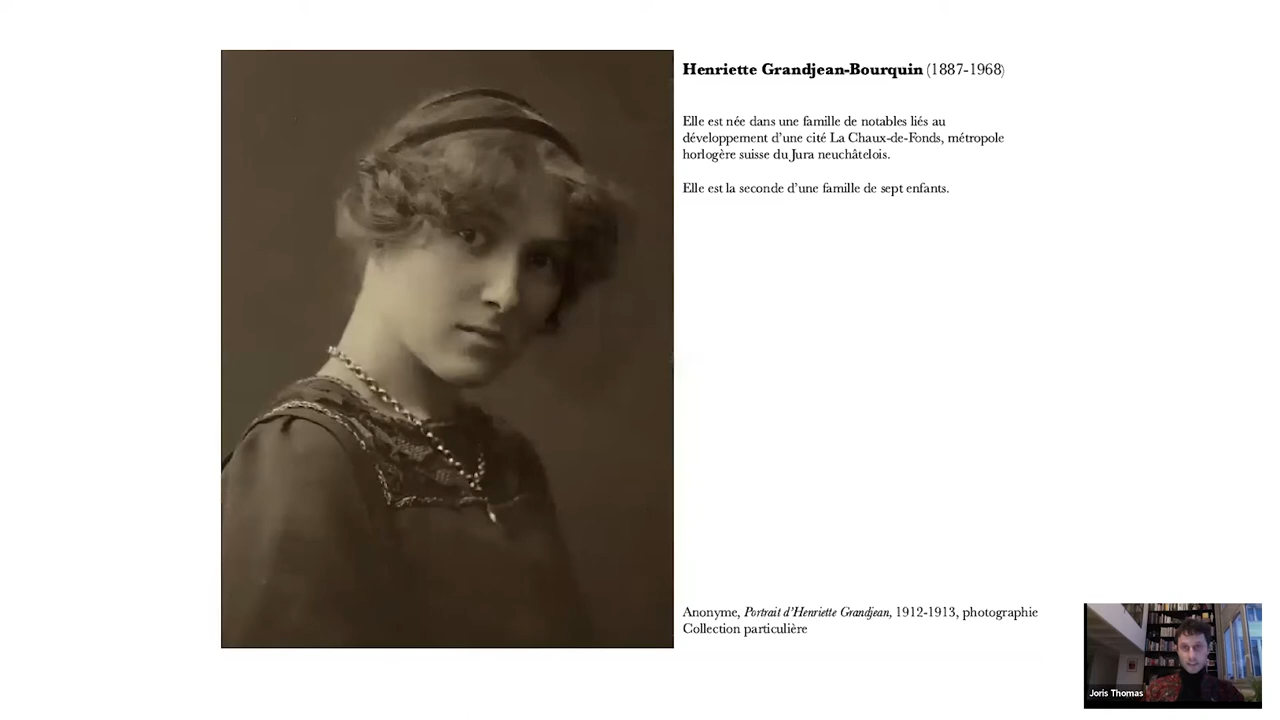 Henriette Grandjean-Bourquin (1887-1968)
Elle est née dans une famille de notables liés au
développement d'une cité La Chaux-de-Fonds, métropole
horlogère suisse du Jura neuchâtelois.
Elle est la seconde d'une famille de sept enfants.
Anonyme, Portrait d'Henriette Grandjean, 1912-1913, photographie
Collection particulière
Joris Thomas